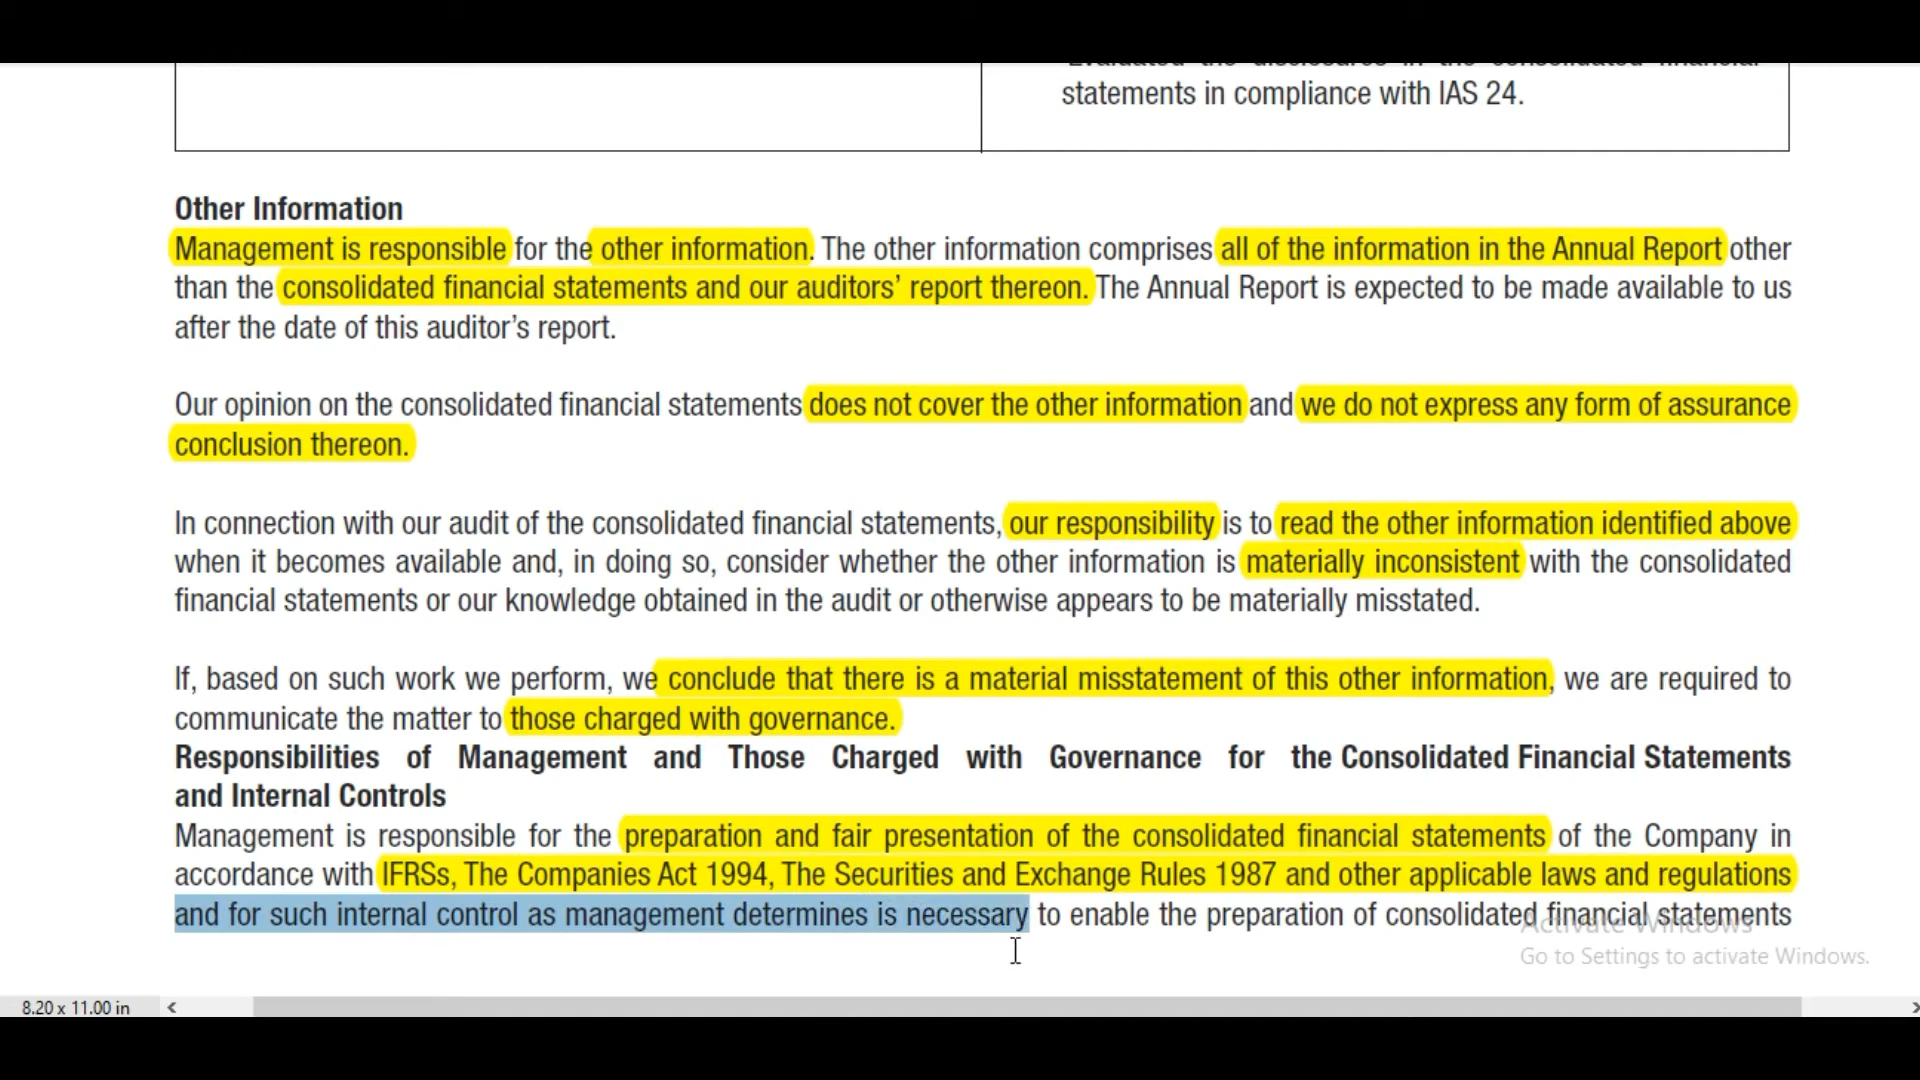 Evaluated the disclosures in the consolidated financial
statements in compliance with IAS 24.
Other Information
Management is responsible for the other information. The other information comprises all of the information in the Annual Report other
than the consolidated financial statements and our auditors’ report thereon. The Annual Report is expected to be made available to us
after the date of this auditor’s report.
Our opinion on the consolidated financial statements does not cover the other information and we do not express any form of assurance
conclusion thereon.
In connection with our audit of the consolidated financial statements, our responsibility is to read the other information identified above
when it becomes available and, in doing so, consider whether the other information is materially inconsistent with the consolidated
financial statements or our knowledge obtained in the audit or otherwise appears to be materially misstated.
If, based on such work we perform, we conclude that there is a material misstatement of this other information, we are required to
communicate the matter to those charged with governance.
Responsibilities of Management and Those Charged with Governance for the Consolidated Financial Statements
and Internal Controls
Management is responsible for the preparation and fair presentation of the consolidated financial statements of the Company in
accordance with IFRSs, The Companies Act 1994, The Securities and Exchange Rules 1987 and other applicable laws and regulations
and for such internal control as management determines is necessary to enable the preparation of consolidated financial statements
Activate Windows
Go to Settings to activate Windows.
8.20 x 11.00 in